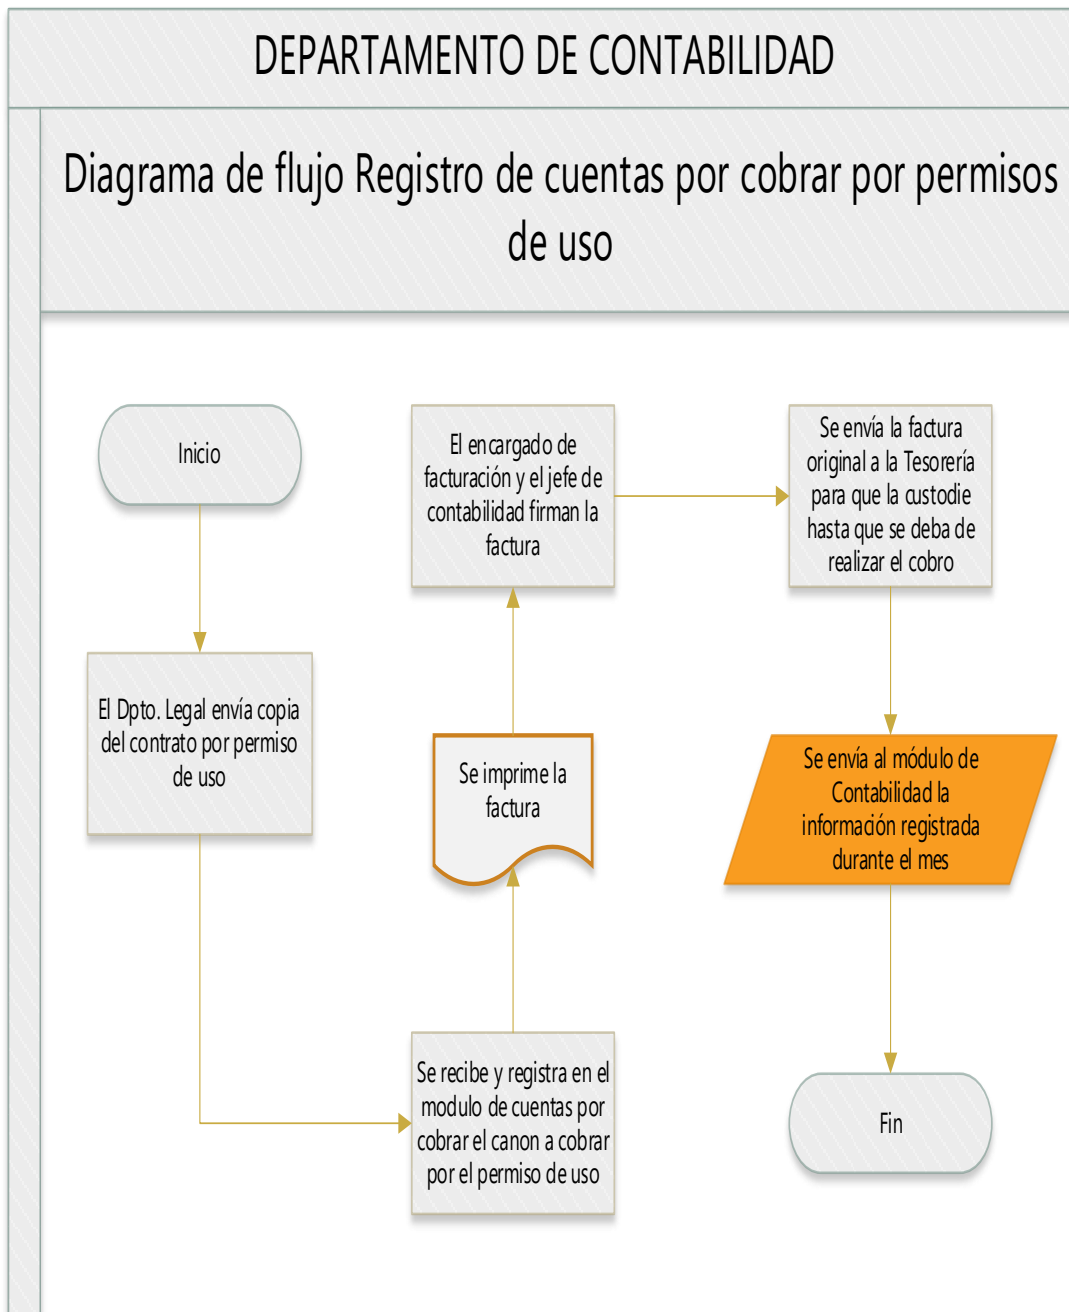 DEPARTAMENTO DE CONTABILIDAD
Diagrama de flujo Registro de cuentas por cobrar por permisos
de uso
Inicio
El Dpto. Legal envía copia
del contrato por permiso
de uso
Se recibe y registra en el
modulo de cuentas por
cobrar el canon a cobrar
por el permiso de uso
Se imprime la
factura
El encargado de
facturación y el jefe de
contabilidad firman la
factura
Se envía la factura
original a la Tesorería
para que la custodie
hasta que se deba de
realizar el cobro
Se envía al módulo de
Contabilidad la
información registrada
durante el mes
Fin